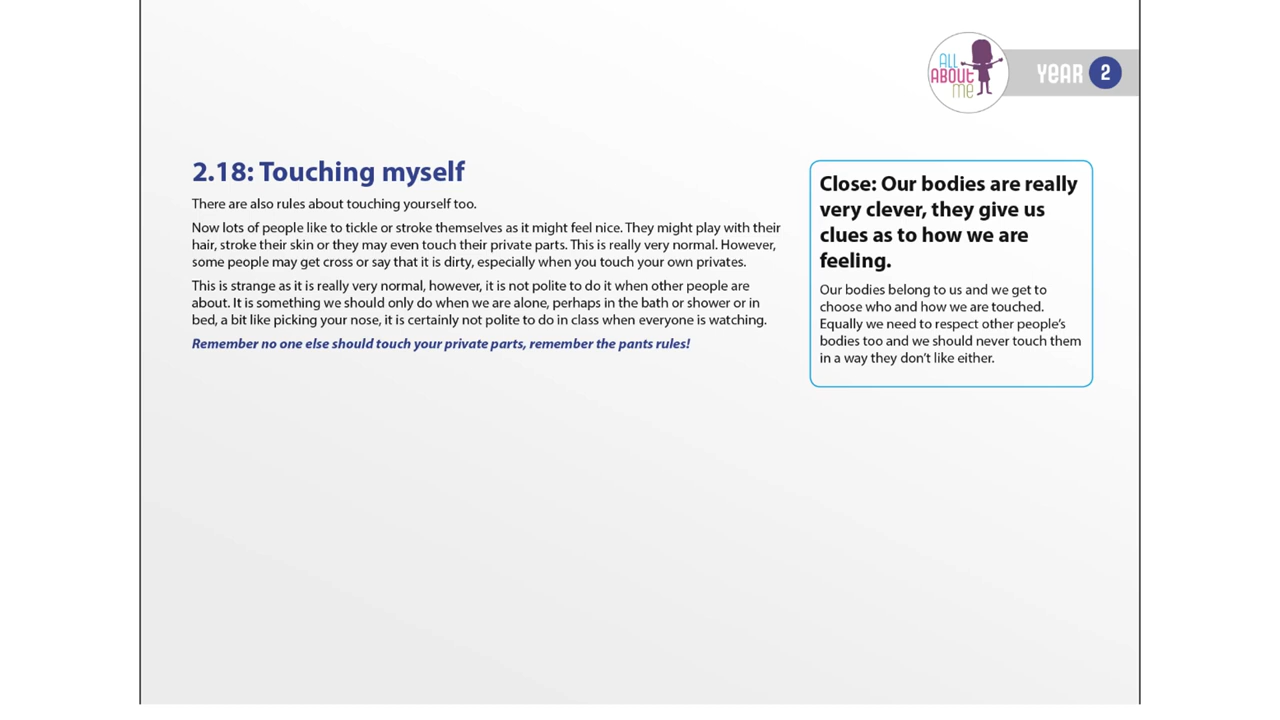 ALL
ABOUT
me
YEAR 2
2.18: Touching myself
There are also rules about touching yourself too.
Now lots of people like to tickle or stroke themselves as it might feel nice. They might play with their
hair, stroke their skin or they may even touch their private parts. This is really very normal. However,
some people may get cross or say that it is dirty, especially when you touch your own privates.
This is strange as it is really very normal, however, it is not polite to do it when other people are
about. It is something we should only do when we are alone, perhaps in the bath or shower or in
bed, a bit like picking your nose, it is certainly not polite to do in class when everyone is watching.
Remember no one else should touch your private parts, remember the pants rules!
Close: Our bodies are really
very clever, they give us
clues as to how we are
feeling.
Our bodies belong to us and we get to
choose who and how we are touched.
Equally we need to respect other people's
bodies too and we should never touch them
in a way they don't like either.